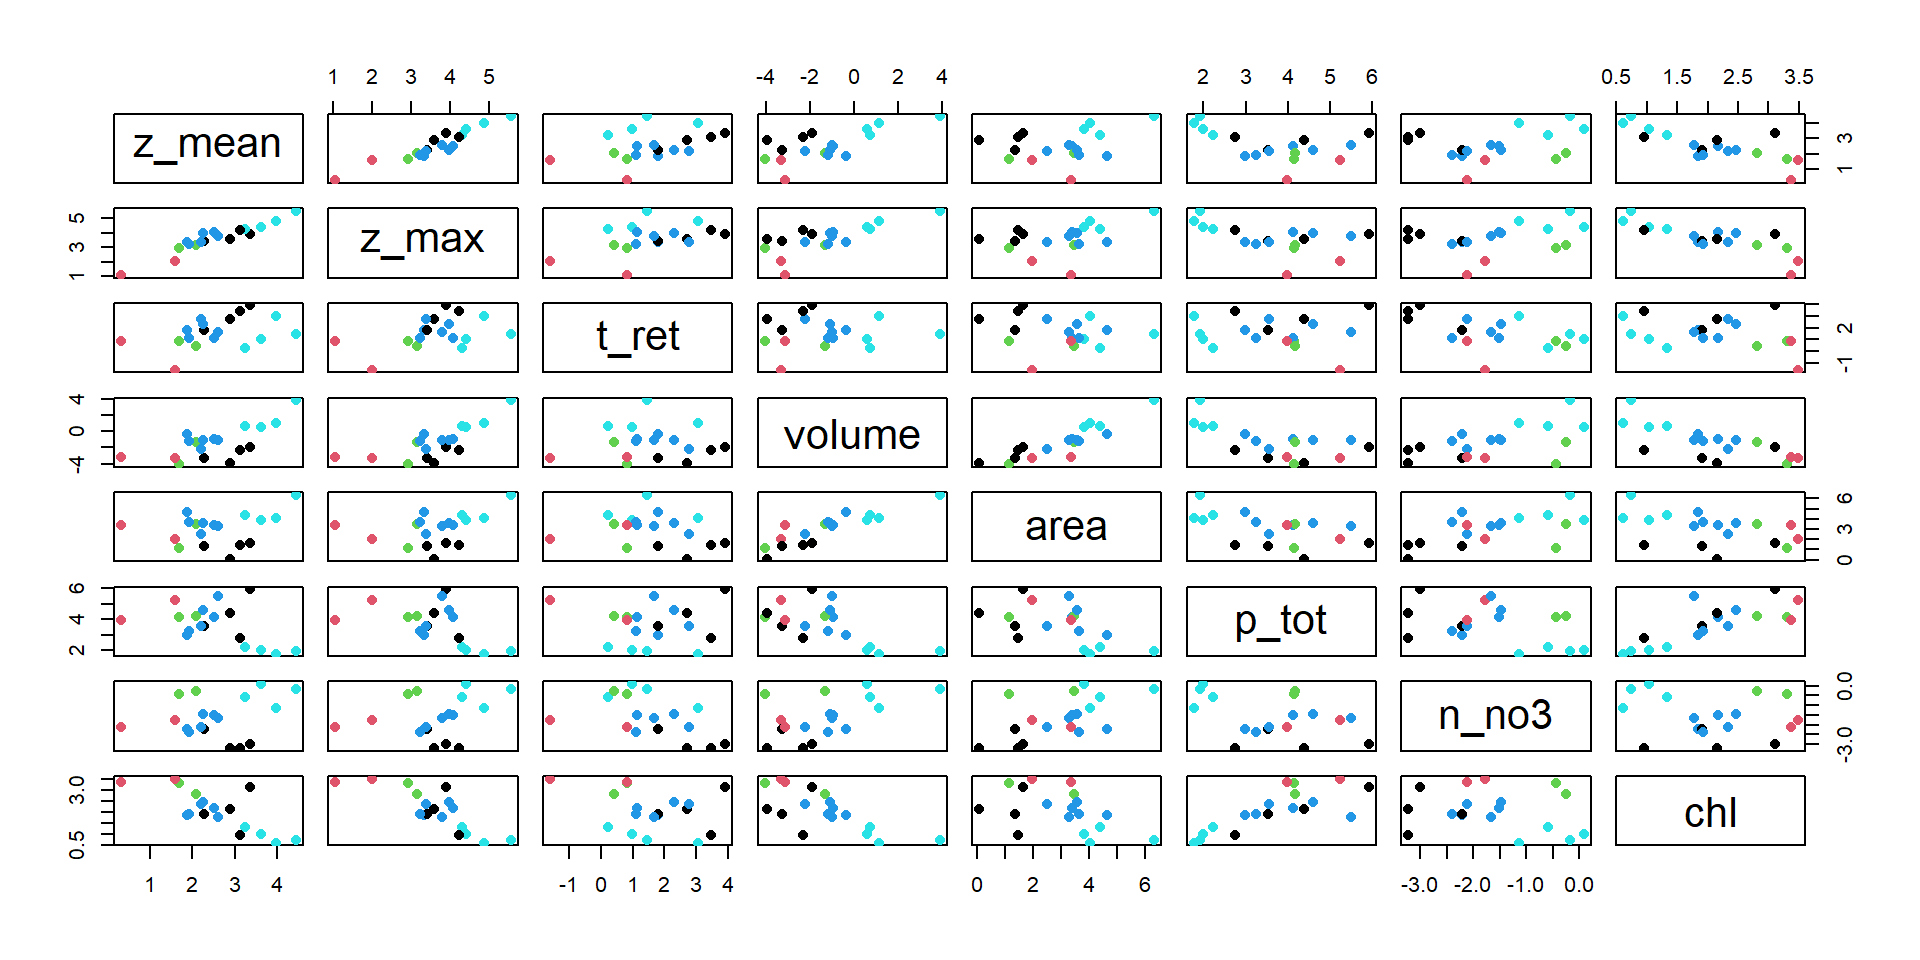 1 2 3 4 5 -4 -2 0 2 4 2 3 4 5 6 0.5 1.5 2.5 3.5
z_mean 1 3
1 3 5 z_max
t_ret -1 2
-4 0 4 volume
area 0 3 6
2 4 6 p_tot
n_no3 -3.0 0.0
0.5 3.0 chl
1 2 3 4 -1 0 1 2 3 4 0 2 4 6 -3.0 -2.0 -1.0 0.0